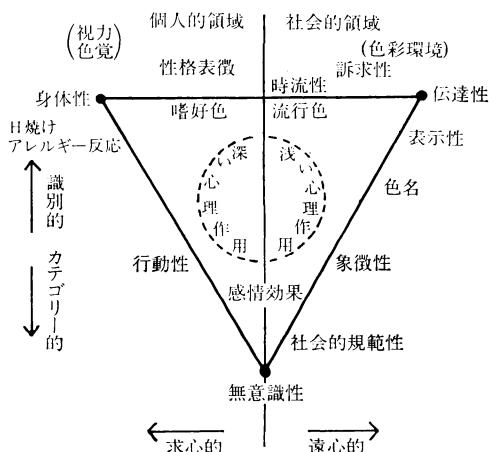 個人的領域
社会的領域
(視力
色覚)
(色彩環境)
性格表徴
訴求性
時流性
身体性
伝達性
嗜好色
流行色
日焼け
アレルギー反応
表示性
色名
深い心理作用
浅い心理作用
識別的
カテゴリー的
行動性
象徴性
感情効果
社会的規範性
無意識性
求心的
遠心的